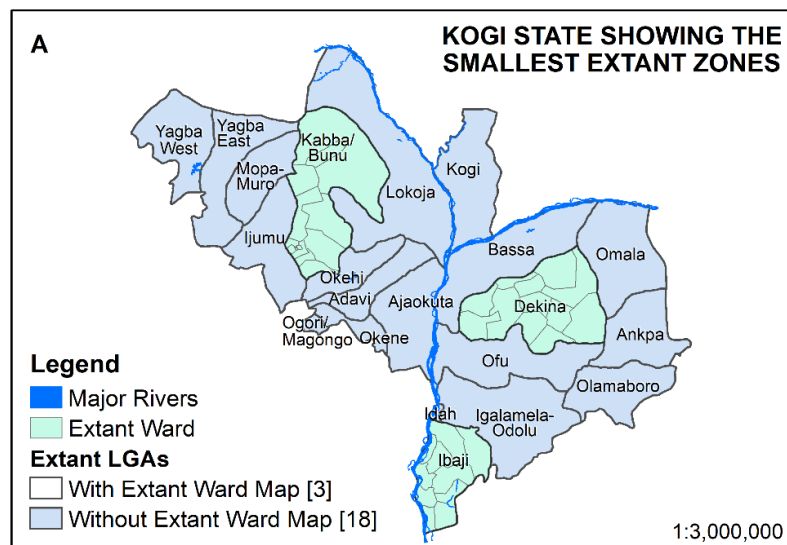 A
KOGI STATE SHOWING THE
SMALLEST EXTANT ZONES
Yagba
West
Yagba
East
Kabba/
Bunu
Mopa-
Muro
Kogi
Lokoja
Ijumu
Bassa
Omala
Okehi
Adavi
Ajaokuta
Dekina
Ogori/
Magongo
Okene
Ankpa
Ofu
Olamaboro
Idah
Igalamela-
Odolu
Ibaji
Legend
Major Rivers
Extant Ward
Extant LGAs
With Extant Ward Map [3]
Without Extant Ward Map [18]
1:3,000,000